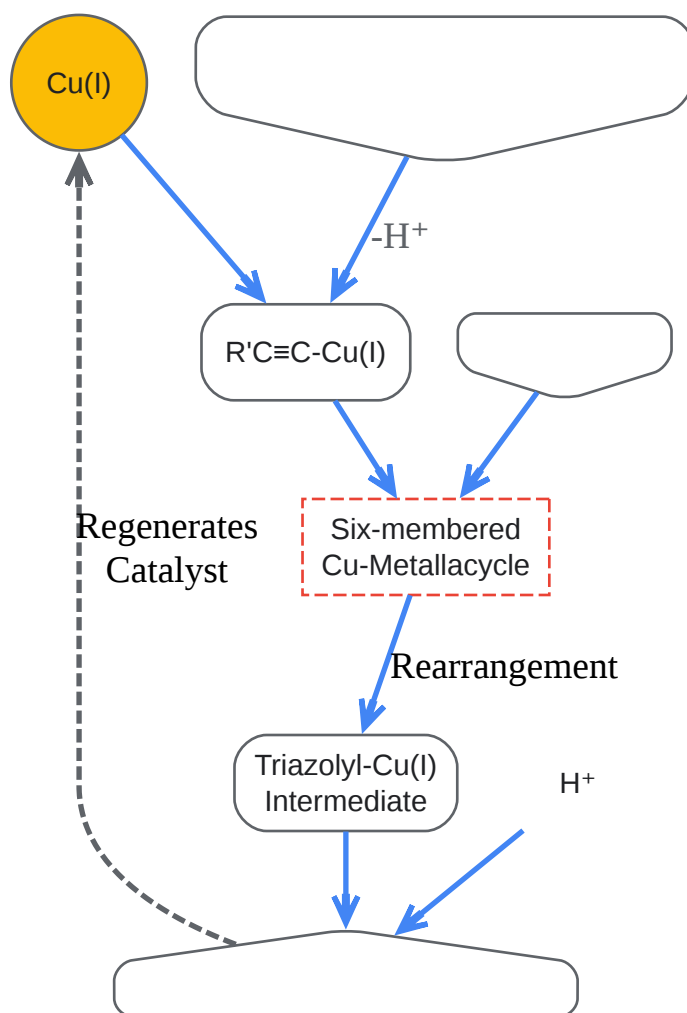 Cu(I)
-H⁺
R'C≡C-Cu(I)
Regenerates
Catalyst
Six-membered
Cu-Metallacycle
Rearrangement
Triazolyl-Cu(I)
Intermediate
H⁺